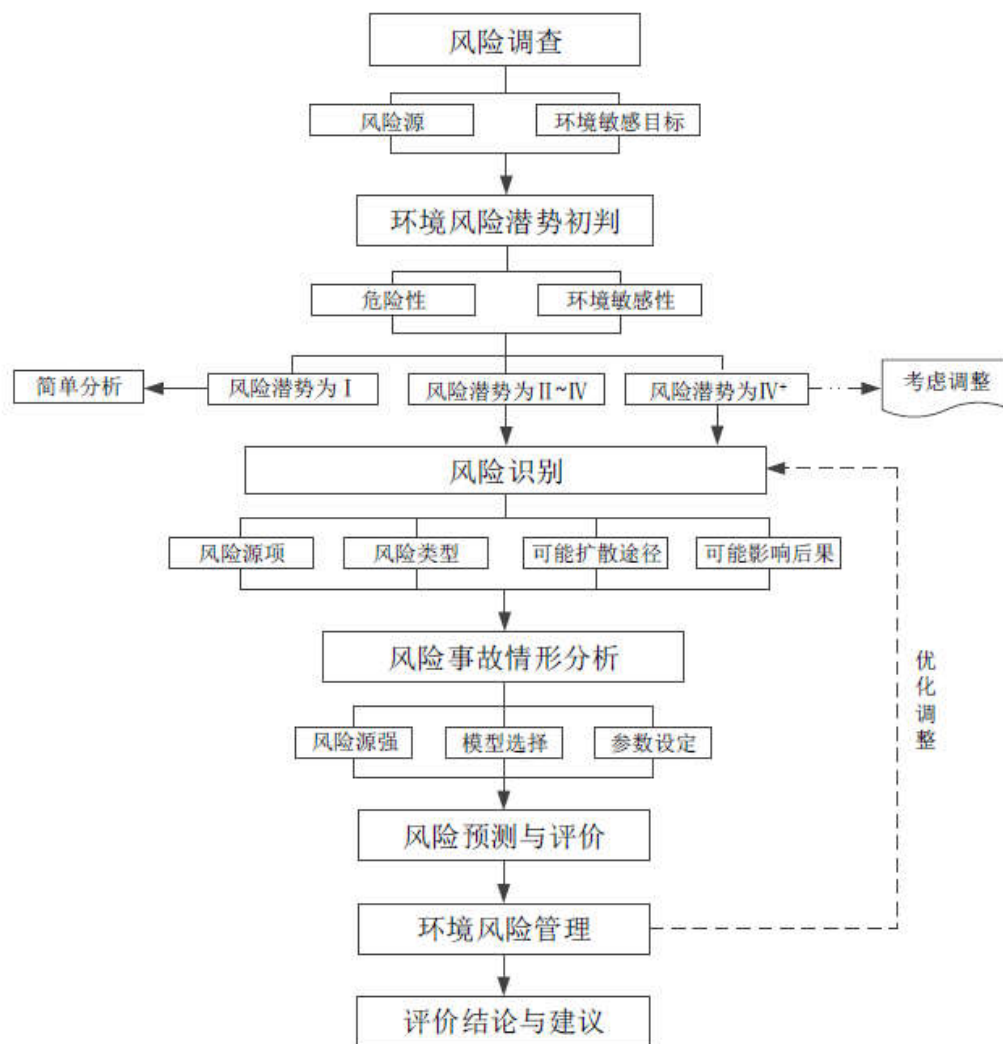 风险调查
风险源
环境敏感目标
环境风险潜势初判
危险性
环境敏感性
简单分析
风险潜势为Ⅰ
风险潜势为Ⅱ~Ⅳ
风险潜势为Ⅳ+
考虑调整
风险识别
风险源项
风险类型
可能扩散途径
可能影响后果
风险事故情形分析
优化调整
风险源强
模型选择
参数设定
风险预测与评价
环境风险管理
评价结论与建议